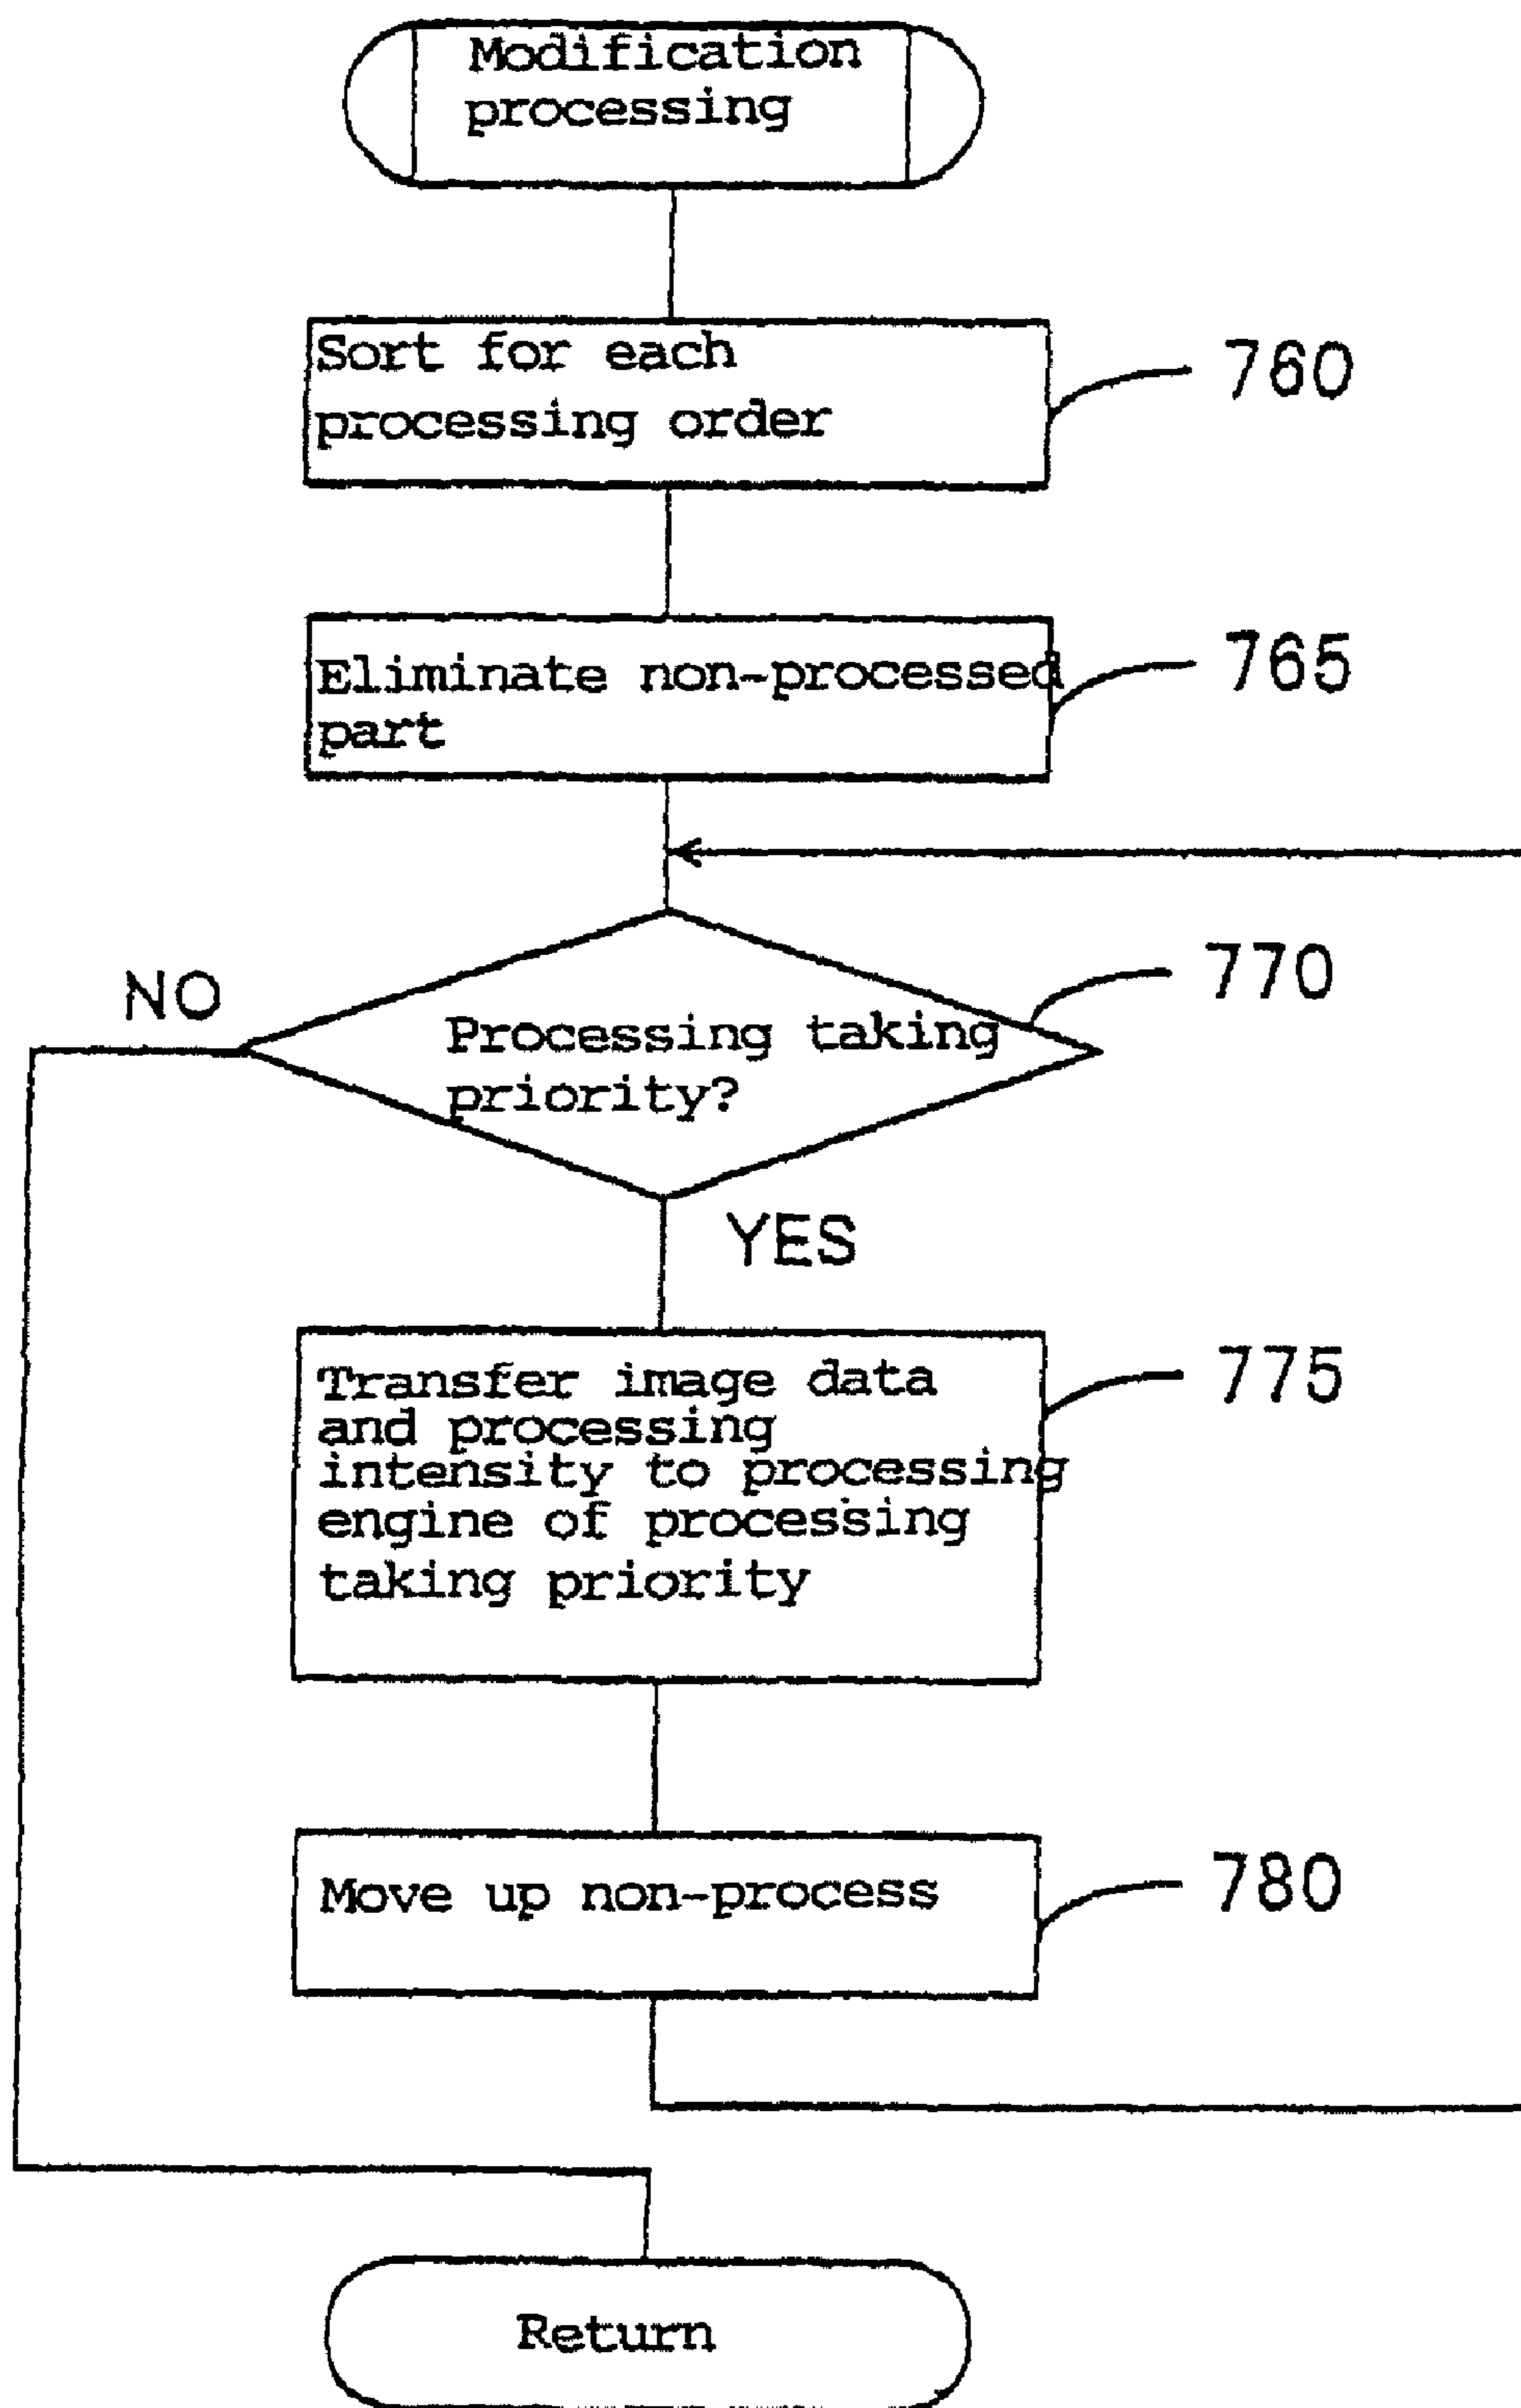 Modification
processing
Sort for each
processing order
760
Eliminate non-processed
part
765
770
NO
Processing taking
priority?
YES
Transfer image data
and processing
intensity to processing
engine of processing
taking priority
775
Move up non-process
780
Return